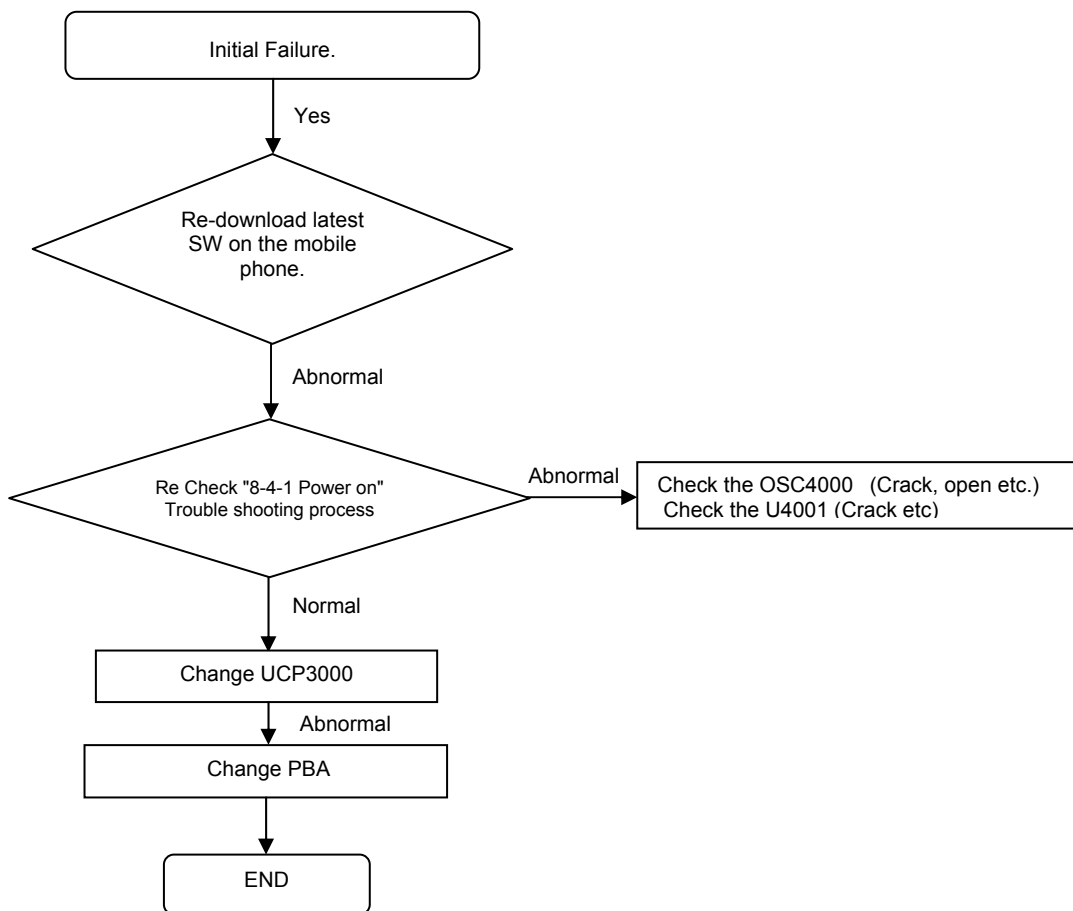 Initial Failure.
Yes
Re-download latest
SW on the mobile
phone.
Abnormal
Re Check "8-4-1 Power on"
Trouble shooting process
Abnormal
Check the OSC4000 (Crack, open etc.)
Check the U4001 (Crack etc)
Normal
Change UCP3000
Abnormal
Change PBA
END